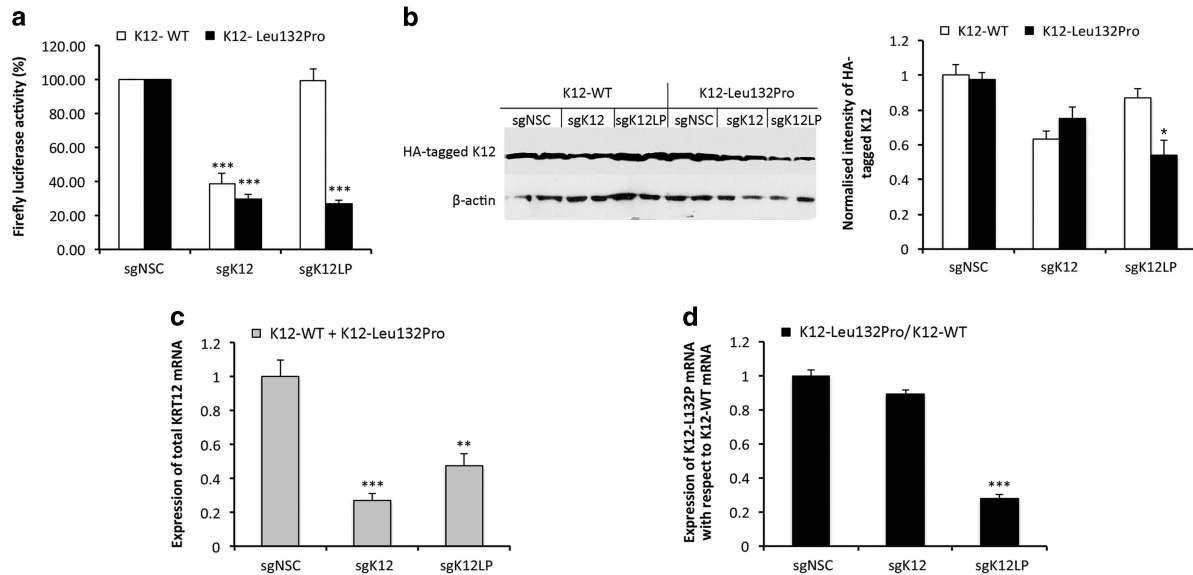 a
K12- WT
K12- Leu132Pro
Firefly luciferase activity (%)
120.00
100.00
80.00
60.00
40.00
20.00
0.00
***
***
***
sgNSC
sgK12
sgK12LP
b
K12-WT
K12-Leu132Pro
sgNSC
sgK12
sgK12LP
sgNSC
sgK12
sgK12LP
HA-tagged K12
β-actin
K12-WT
K12-Leu132Pro
Normalised intensity of HA-
tagged K12
1.2
1
0.8
0.6
0.4
0.2
0
*
sgNSC
sgK12
sgK12LP
c
K12-WT + K12-Leu132Pro
Expression of total KRT12 mRNA
1.2
1
0.8
0.6
0.4
0.2
0
***
**
sgNSC
sgK12
sgK12LP
d
K12-Leu132Pro/K12-WT
Expression of K12-L132P mRNA
with respect to K12-WT mRNA
1.2
1
0.8
0.6
0.4
0.2
0
***
sgNSC
sgK12
sgK12LP